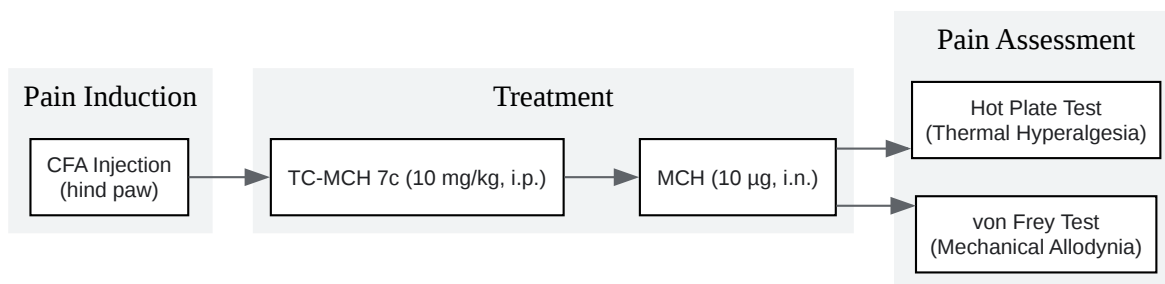 Pain Induction
CFA Injection
(hind paw)
Treatment
TC-MCH 7c (10 mg/kg, i.p.)
MCH (10 µg, i.n.)
Pain Assessment
Hot Plate Test
(Thermal Hyperalgesia)
von Frey Test
(Mechanical Allodynia)